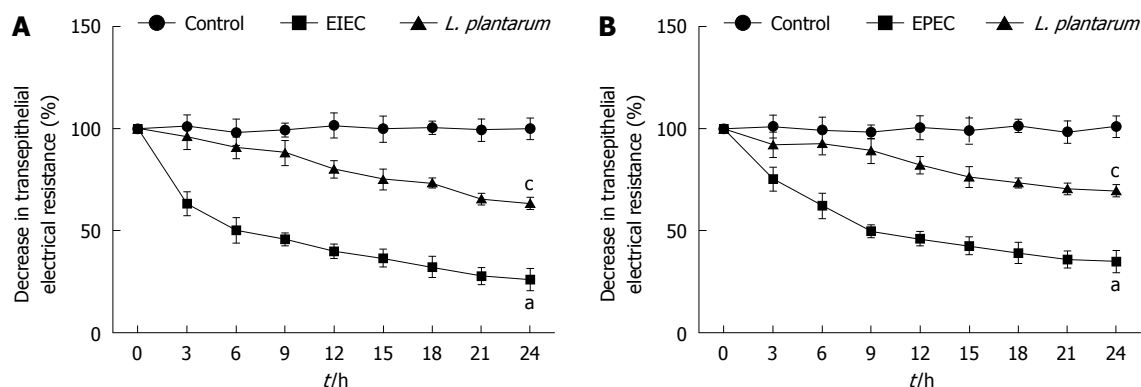 A
Control EIEC L. plantarum
Decrease in transepithelial
electrical resistance (%)
150
100
50
0
c
a
0 3 6 9 12 15 18 21 24
t/h
B
Control EPEC L. plantarum
Decrease in transepithelial
electrical resistance (%)
150
100
50
0
c
a
0 3 6 9 12 15 18 21 24
t/h